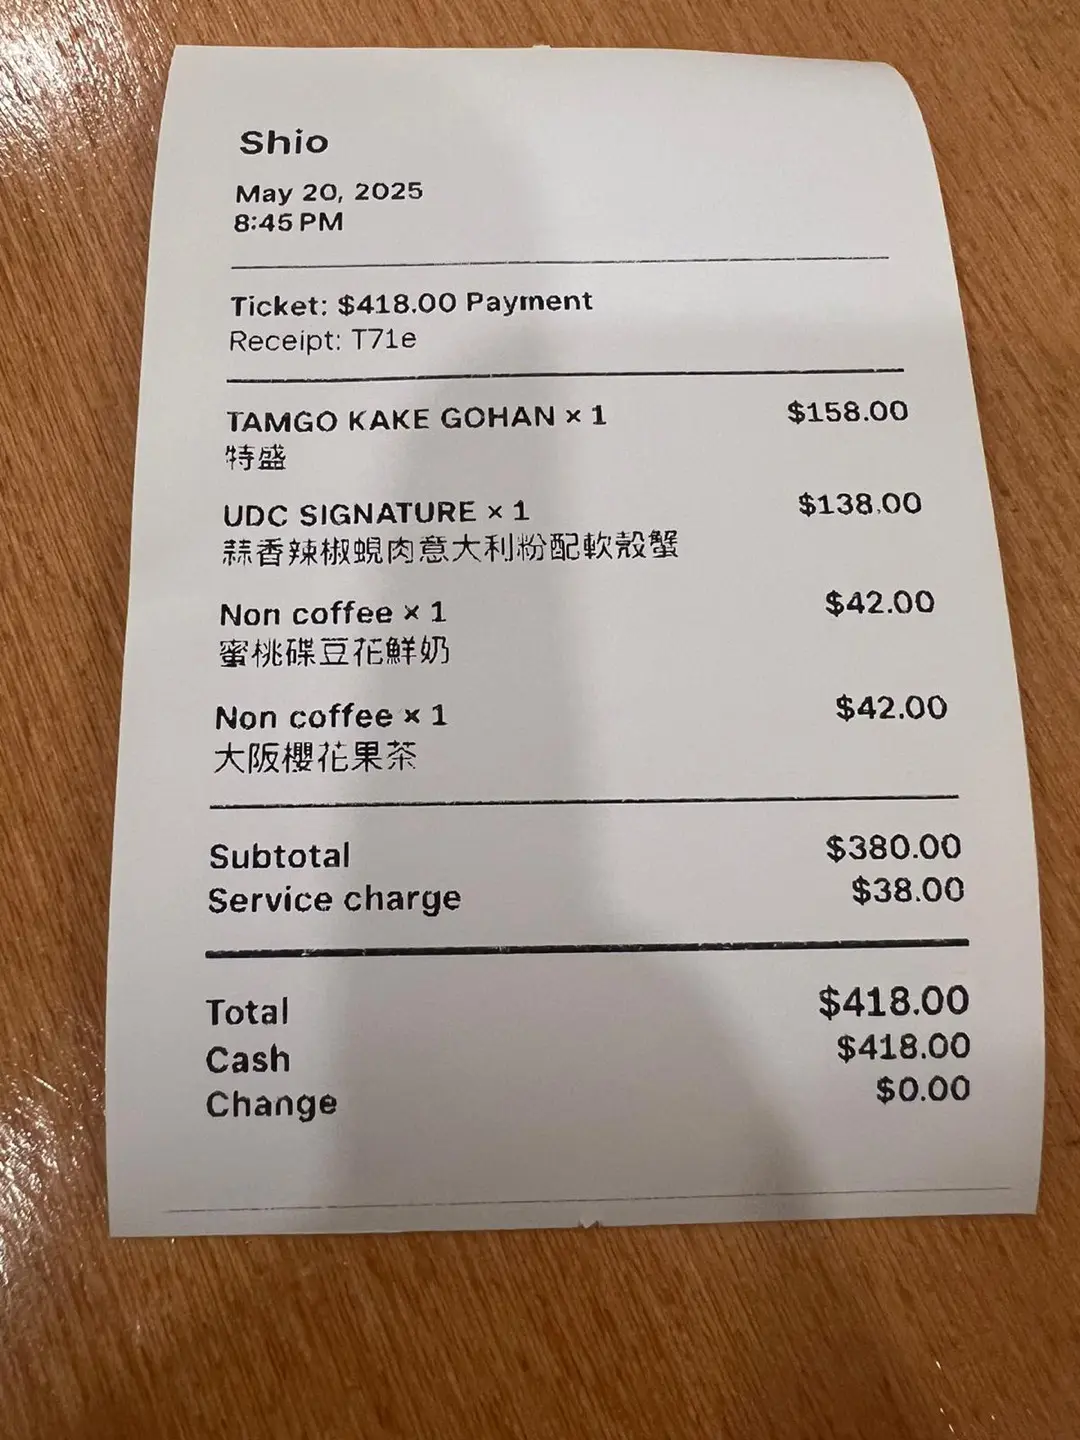 Shio
May 20, 2025
8:45 PM
Ticket: $418.00 Payment
Receipt: T71e
TAMGO KAKE GOHAN × 1 $158.00
特盛
UDC SIGNATURE × 1 $138.00
蒜香辣椒蜆肉意大利粉配軟殼蟹
Non coffee × 1 $42.00
蜜桃碟豆花鮮奶
Non coffee × 1 $42.00
大阪櫻花果茶
Subtotal $380.00
Service charge $38.00
Total $418.00
Cash $418.00
Change $0.00